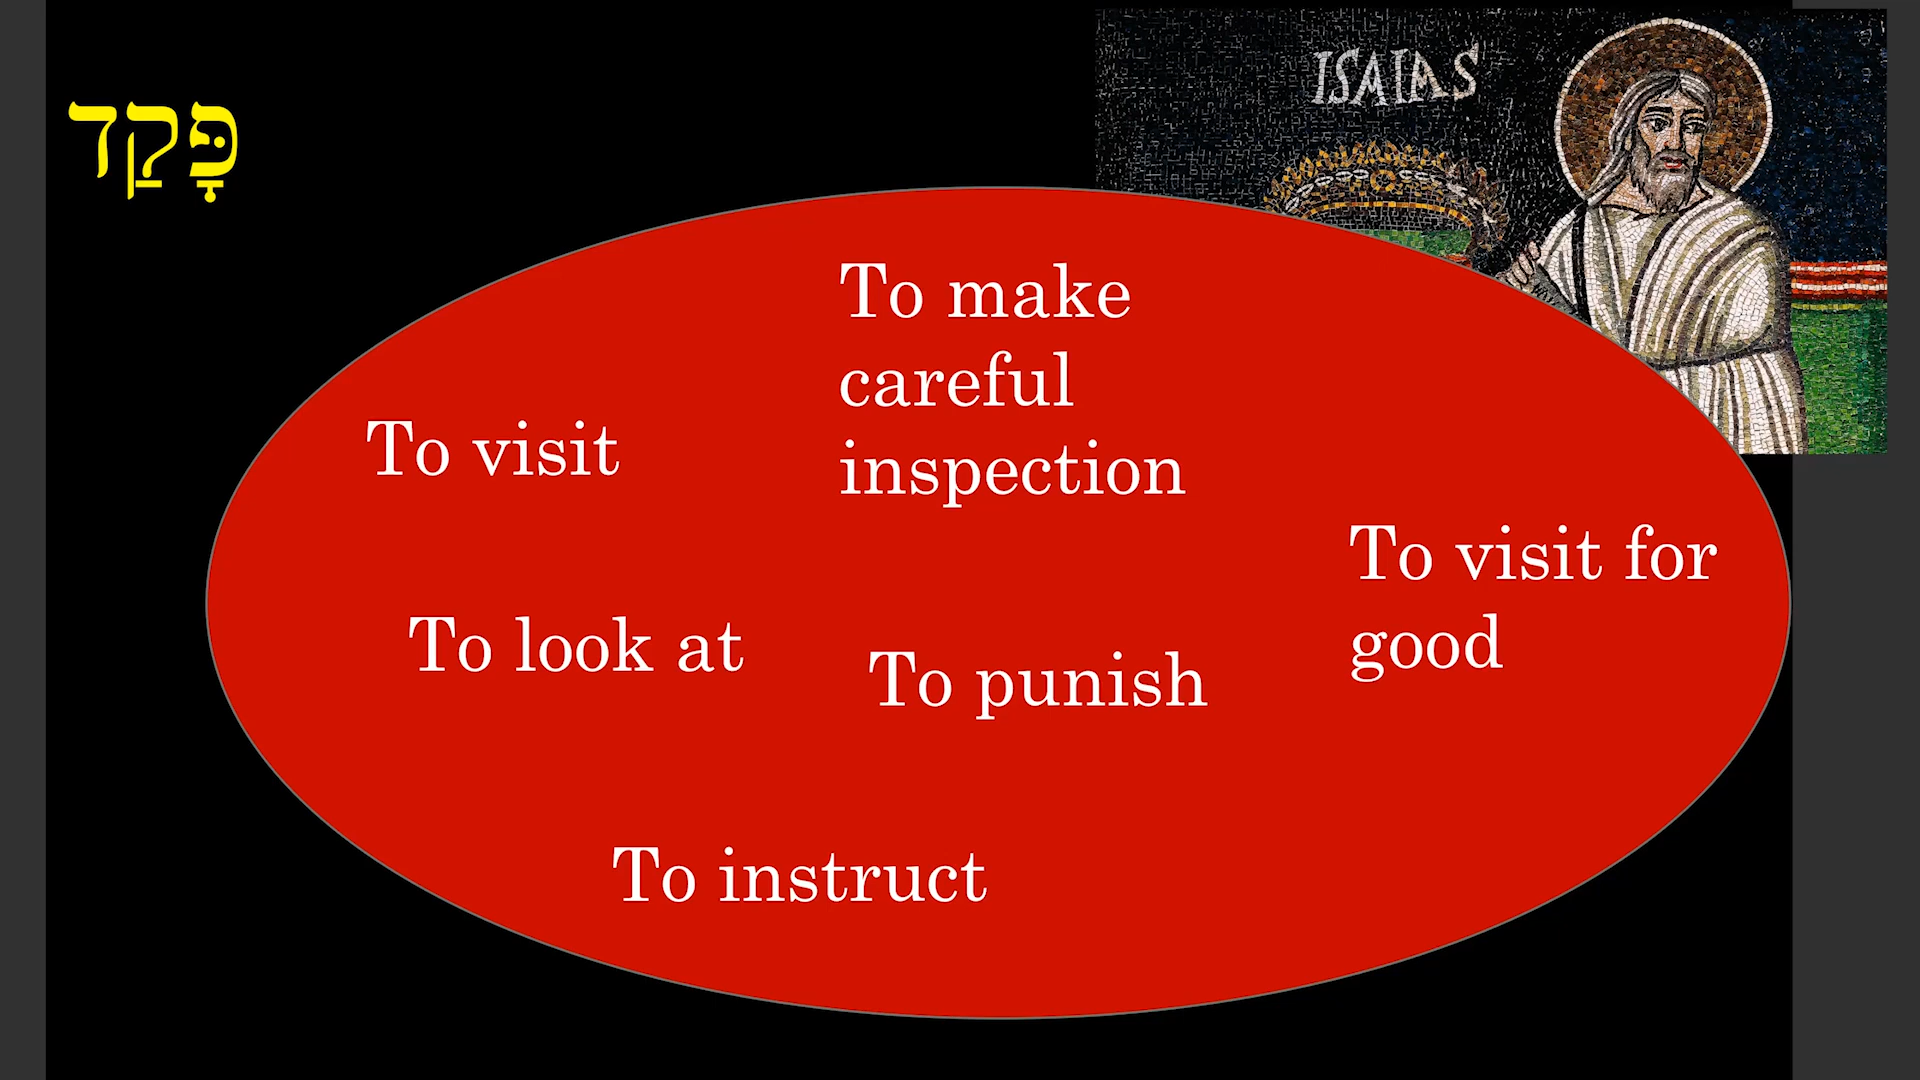 פָּקַד
ISAIAS
To make
careful
inspection
To visit
To visit for
good
To look at
To punish
To instruct